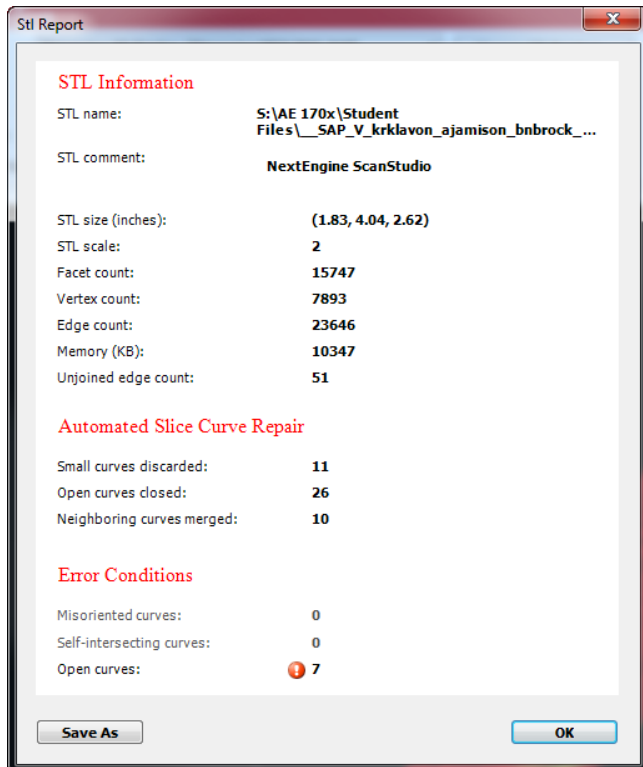 Stl Report
STL Information
STL name: S:\AE 170x\Student
Files\__SAP_V_krklavon_ajamison_bnbrock_...
STL comment: NextEngine ScanStudio
STL size (inches): (1.83, 4.04, 2.62)
STL scale: 2
Facet count: 15747
Vertex count: 7893
Edge count: 23646
Memory (KB): 10347
Unjoined edge count: 51
Automated Slice Curve Repair
Small curves discarded: 11
Open curves closed: 26
Neighboring curves merged: 10
Error Conditions
Misoriented curves: 0
Self-intersecting curves: 0
Open curves: 7
Save As OK